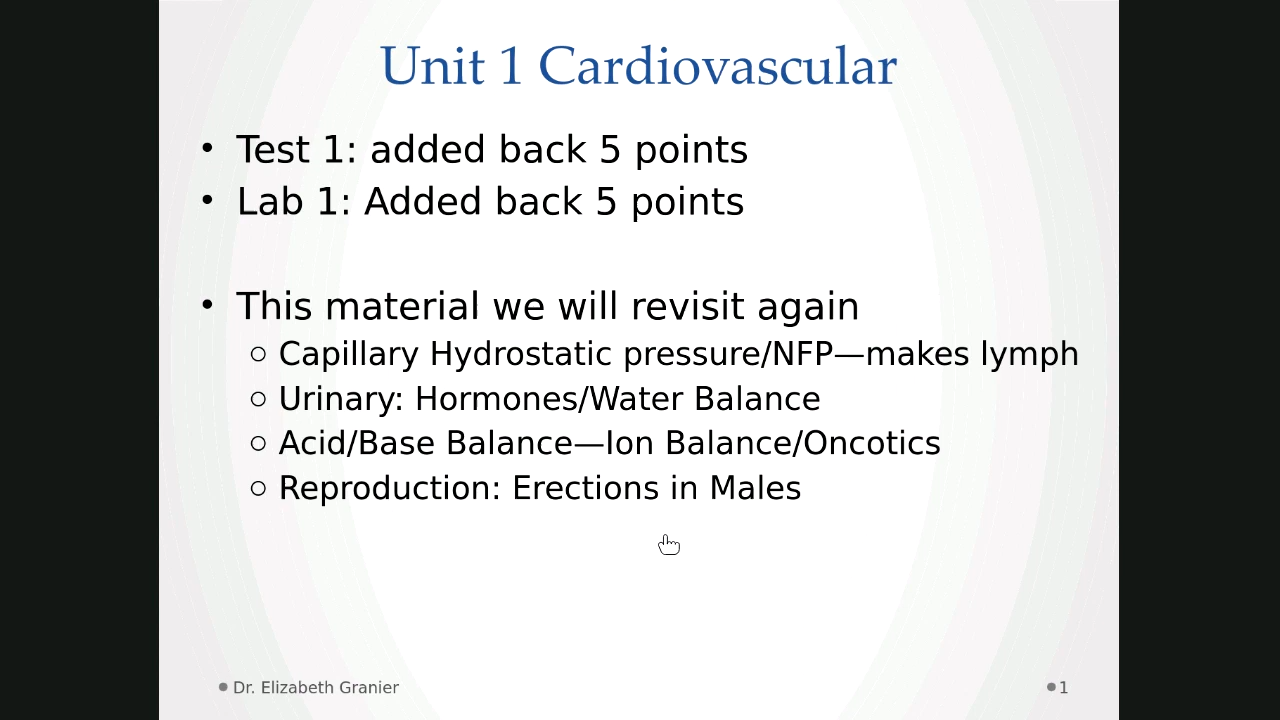 Unit 1 Cardiovascular
• Test 1: added back 5 points
• Lab 1: Added back 5 points
• This material we will revisit again
○ Capillary Hydrostatic pressure/NFP—makes lymph
○ Urinary: Hormones/Water Balance
○ Acid/Base Balance—Ion Balance/Oncotics
○ Reproduction: Erections in Males
● Dr. Elizabeth Granier
● 1